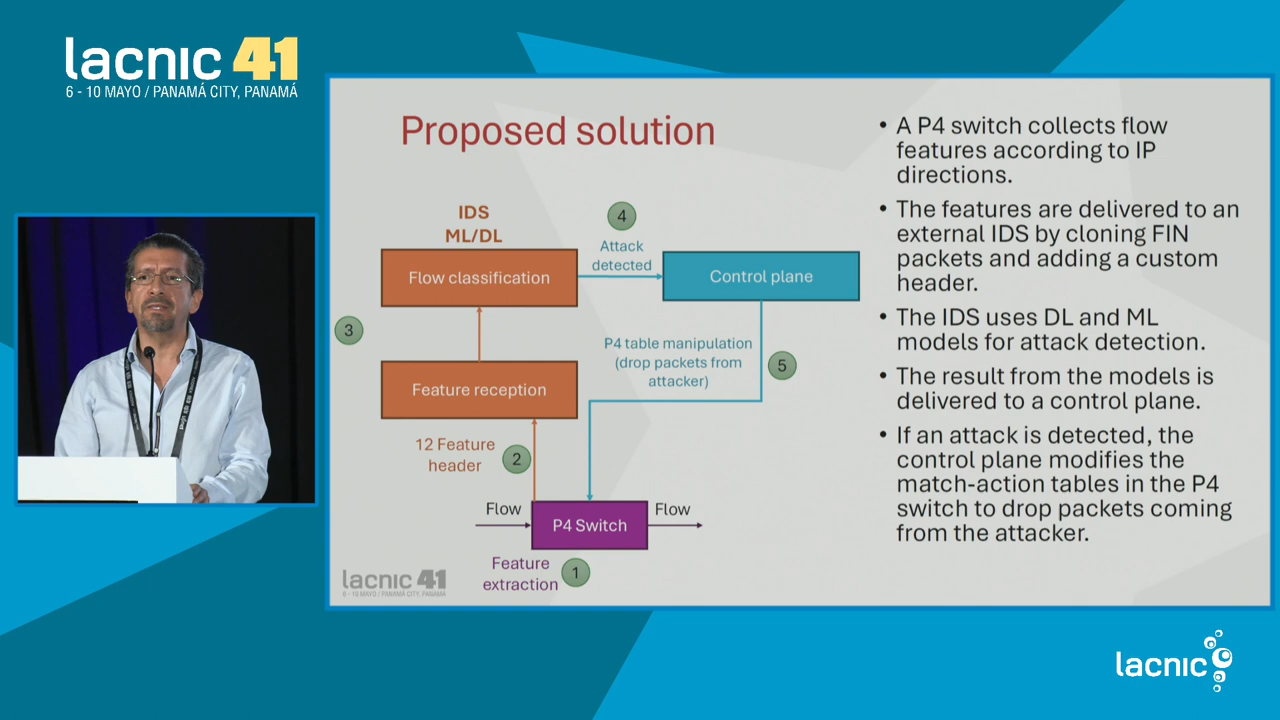 lacnic 41
6 - 10 MAYO / PANAMÁ CITY, PANAMÁ
Proposed solution
IDS
ML/DL
Flow classification
4
Attack
detected
Control plane
3
Feature reception
P4 table manipulation
(drop packets from
attacker)
5
12 Feature
header
2
Flow
P4 Switch
Flow
Feature
extraction
1
lacnic 41
6 - 10 MAYO / PANAMA CITY, PANAMÁ
• A P4 switch collects flow
features according to IP
directions.
• The features are delivered to an
external IDS by cloning FIN
packets and adding a custom
header.
• The IDS uses DL and ML
models for attack detection.
• The result from the models is
delivered to a control plane.
• If an attack is detected, the
control plane modifies the
match-action tables in the P4
switch to drop packets coming
from the attacker.
lacnic